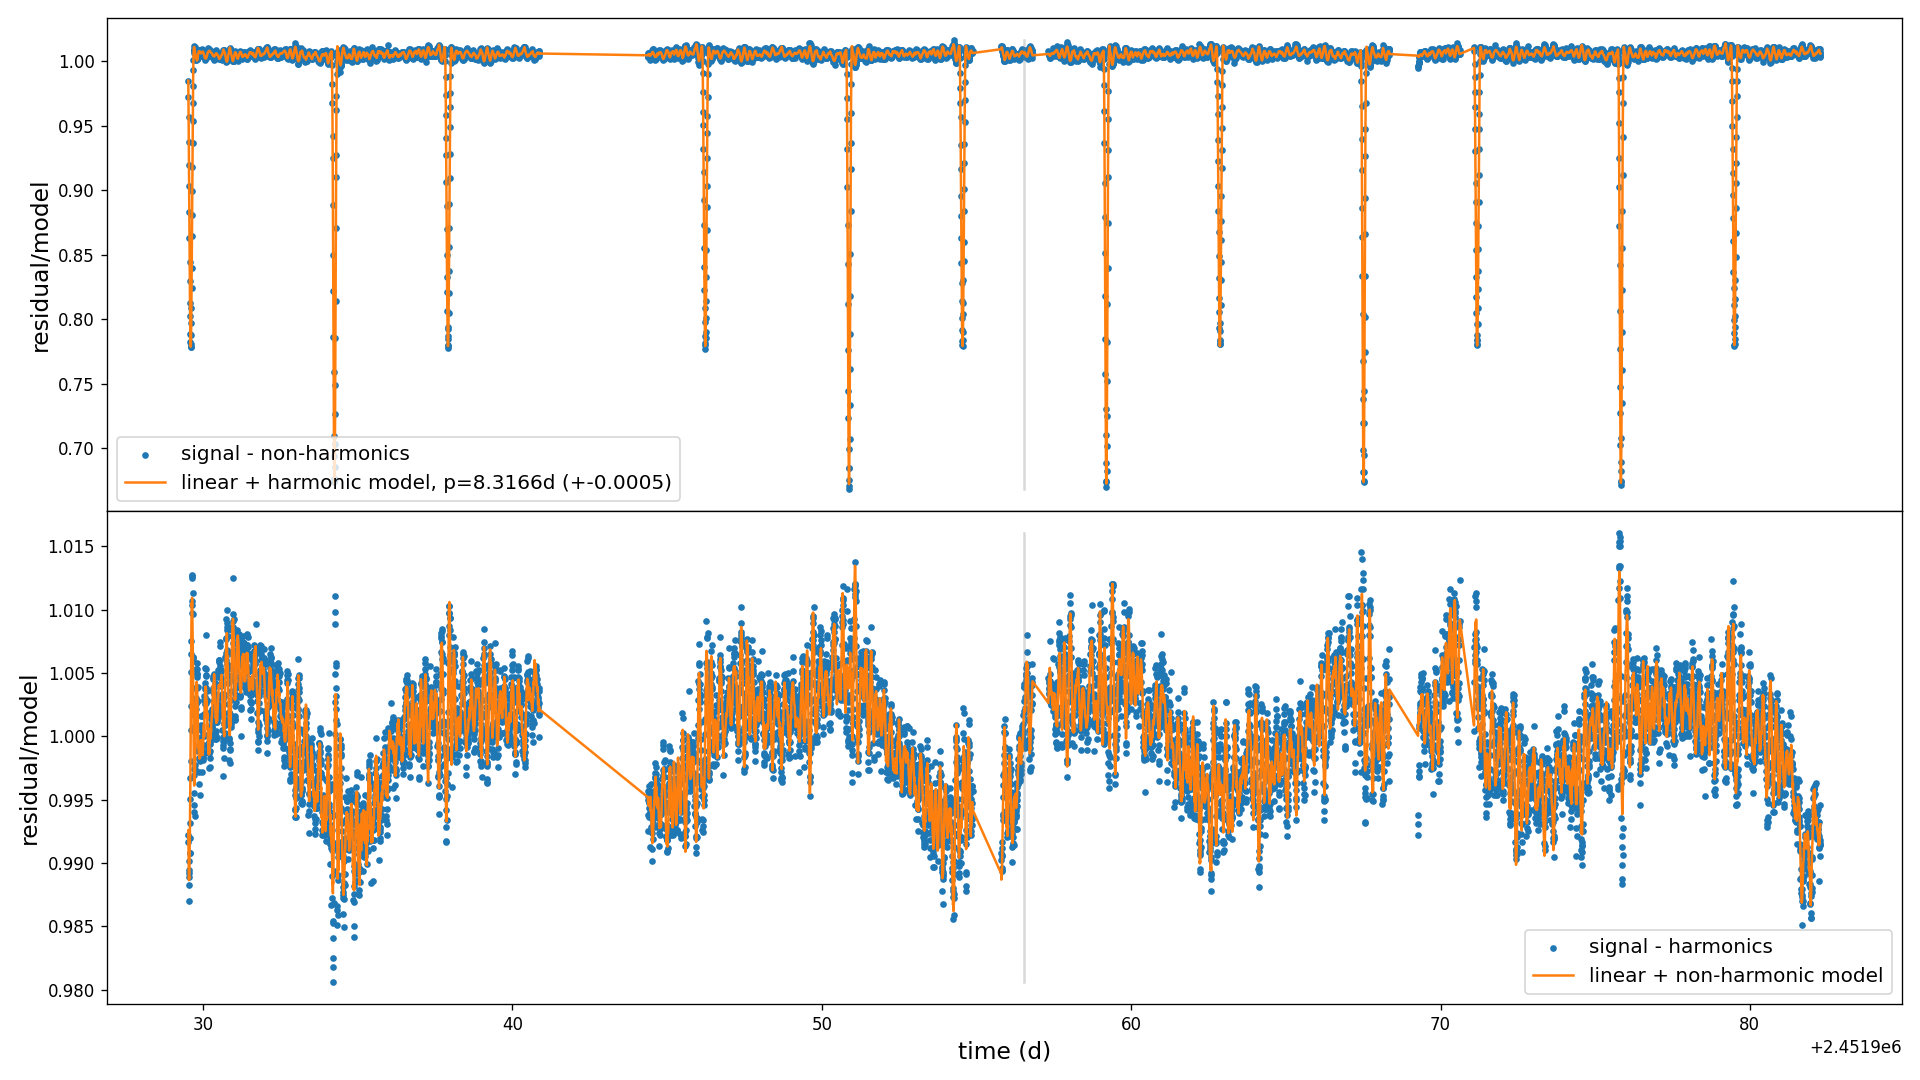 1.00
0.95
0.90
0.85
0.80
0.75
0.70
residual/model
signal - non-harmonics
linear + harmonic model, p=8.3166d (+-0.0005)
1.015
1.010
1.005
1.000
0.995
0.990
0.985
0.980
residual/model
signal - harmonics
linear + non-harmonic model
30 40 50 60 70 80
time (d)
+2.4519e6